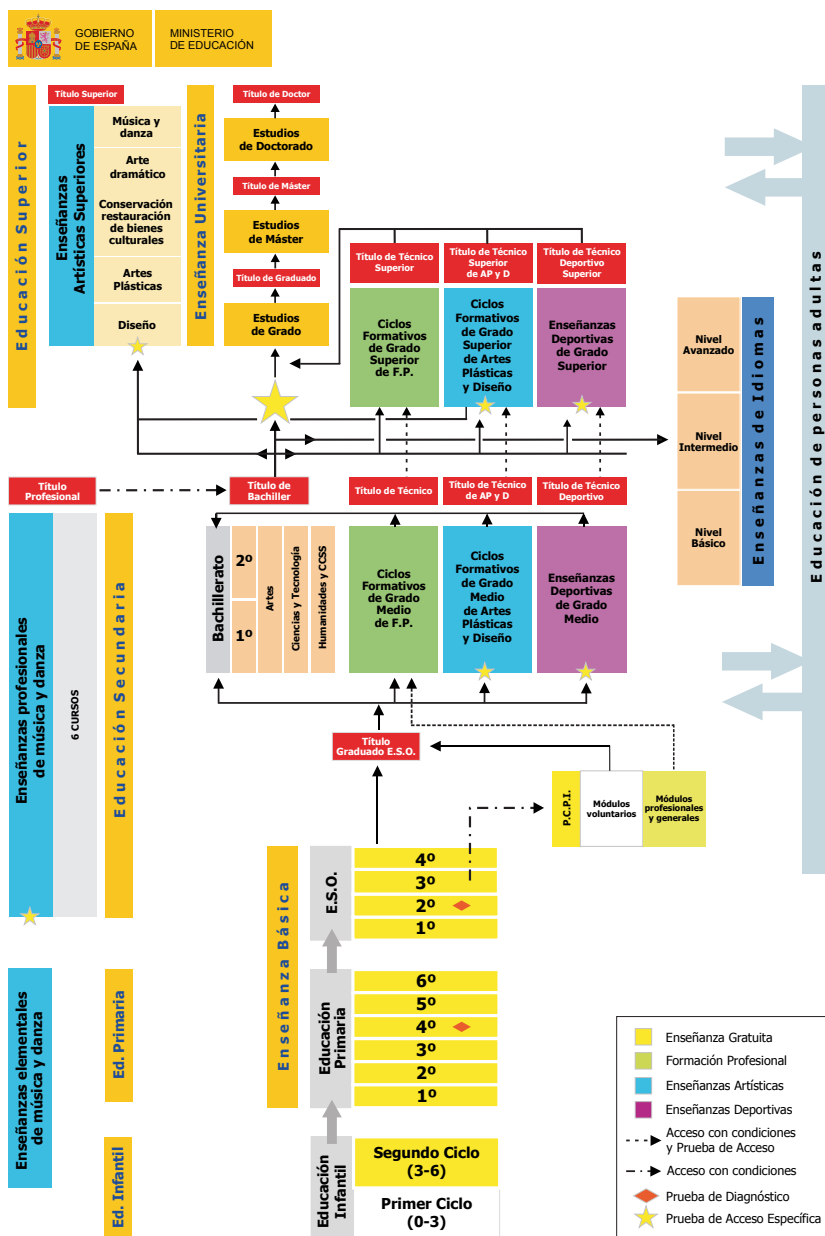 GOBIERNO
DE ESPAÑA
MINISTERIO
DE EDUCACIÓN
Educación Superior
Título Superior
Enseñanzas
Artísticas Superiores
Música y
danza
Arte
dramático
Conservación
restauración
de bienes
culturales
Artes
Plásticas
Diseño
Enseñanza Universitaria
Título de Doctor
Estudios
de Doctorado
Título de Máster
Estudios
de Máster
Título de Graduado
Estudios
de Grado
Título de Técnico
Superior
Título de Técnico
Superior
de AP y D
Título de Técnico
Deportivo
Superior
Ciclos
Formativos
de Grado
Superior
de F.P.
Ciclos
Formativos
de Grado
Superior
de Artes
Plásticas
y Diseño
Enseñanzas
Deportivas
de Grado
Superior
Nivel
Avanzado
Nivel
Intermedio
Nivel
Básico
Enseñanzas de Idiomas
Educación de personas adultas
Título
Profesional
Título de
Bachiller
Título de Técnico
Título de Técnico
de AP y D
Título de Técnico
Deportivo
Enseñanzas profesionales
de música y danza
6 CURSOS
Educación Secundaria
Bachillerato
2º
1º
Artes
Ciencias y Tecnología
Humanidades y CCSS
Ciclos
Formativos
de Grado
Medio
de F.P.
Ciclos
Formativos
de Grado
Medio
de Artes
Plásticas
y Diseño
Enseñanzas
Deportivas
de Grado
Medio
Título
Graduado E.S.O.
P.C.P.I.
Módulos
voluntarios
Módulos
profesionales
y generales
Enseñanza Básica
E.S.O.
4º
3º
2º
1º
Enseñanzas elementales
de música y danza
Ed. Primaria
Educación
Primaria
6º
5º
4º
3º
2º
1º
Ed. Infantil
Educación
Infantil
Segundo Ciclo
(3-6)
Primer Ciclo
(0-3)
Enseñanza Gratuita
Formación Profesional
Enseñanzas Artísticas
Enseñanzas Deportivas
Acceso con condiciones
y Prueba de Acceso
Acceso con condiciones
Prueba de Diagnóstico
Prueba de Acceso Específica